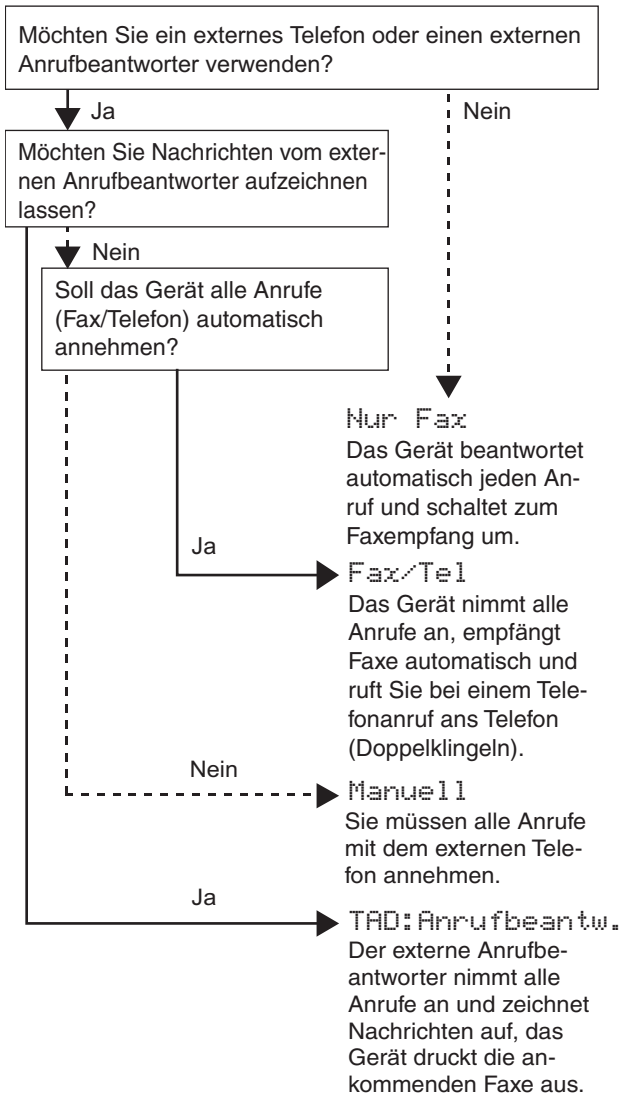 Möchten Sie ein externes Telefon oder einen externen
Anrufbeantworter verwenden?
Ja
Nein
Möchten Sie Nachrichten vom exter-
nen Anrufbeantworter aufzeichnen
lassen?
Nein
Soll das Gerät alle Anrufe
(Fax/Telefon) automatisch
annehmen?
Nur Fax
Das Gerät beantwortet
automatisch jeden An-
ruf und schaltet zum
Faxempfang um.
Ja
Fax/Tel
Das Gerät nimmt alle
Anrufe an, empfängt
Faxe automatisch und
ruft Sie bei einem Tele-
fonanruf ans Telefon
(Doppelklingeln).
Nein
Manuell
Sie müssen alle Anrufe
mit dem externen Tele-
fon annehmen.
Ja
TAD:Anrufbeantw.
Der externe Anrufbe-
antworter nimmt alle
Anrufe an und zeichnet
Nachrichten auf, das
Gerät druckt die an-
kommenden Faxe aus.